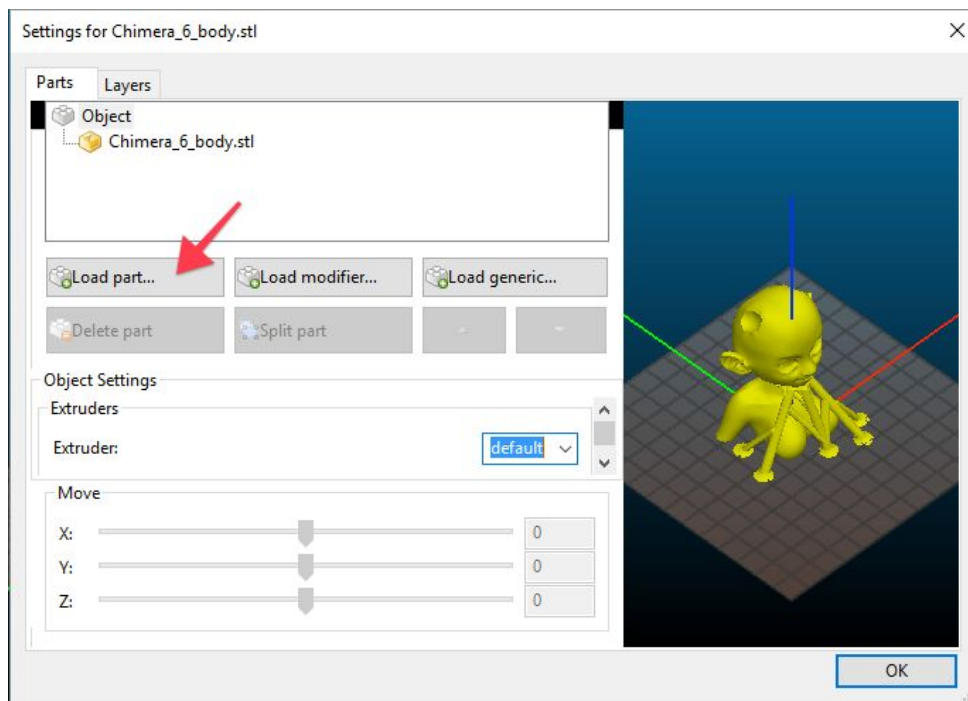 Settings for Chimera_6_body.stl
Parts Layers
Object
Chimera_6_body.stl
Load part... Load modifier... Load generic...
Delete part Split part
Object Settings
Extruders
Extruder: default
Move
X: 0
Y: 0
Z: 0
OK